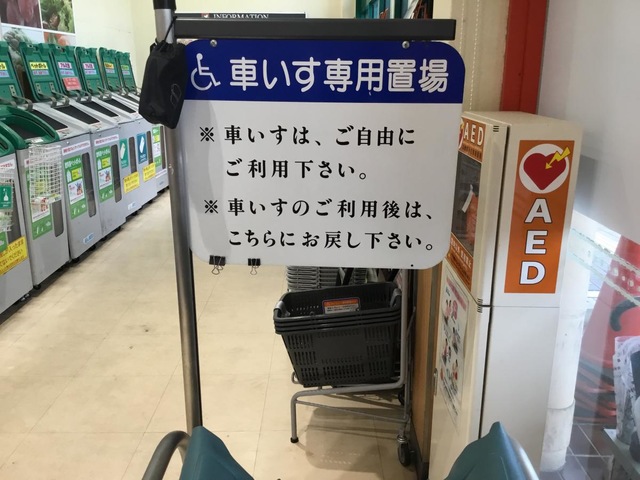 INFORMATION
車いす専用置場
※ 車いすは、ご自由に
ご利用下さい。
※ 車いすのご利用後は、
こちらにお戻し下さい。
AED
AED